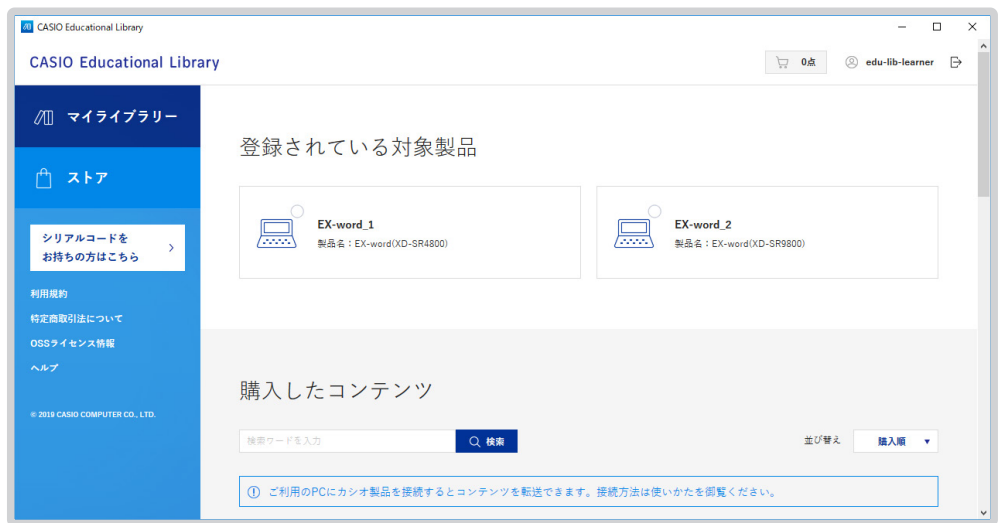 CASIO Educational Library
CASIO Educational Library
0点
edu-lib-learner
マイライブラリー
ストア
シリアルコードを
お持ちの方はこちら
利用規約
特定商取引法について
OSSライセンス情報
ヘルプ
© 2019 CASIO COMPUTER CO., LTD.
登録されている対象製品
EX-word_1
製品名：EX-word(XD-SR4800)
EX-word_2
製品名：EX-word(XD-SR9800)
購入したコンテンツ
検索ワードを入力
検索
並び替え
購入順
ご利用のPCにカシオ製品を接続するとコンテンツを転送できます。接続方法は使いかたを御覧ください。